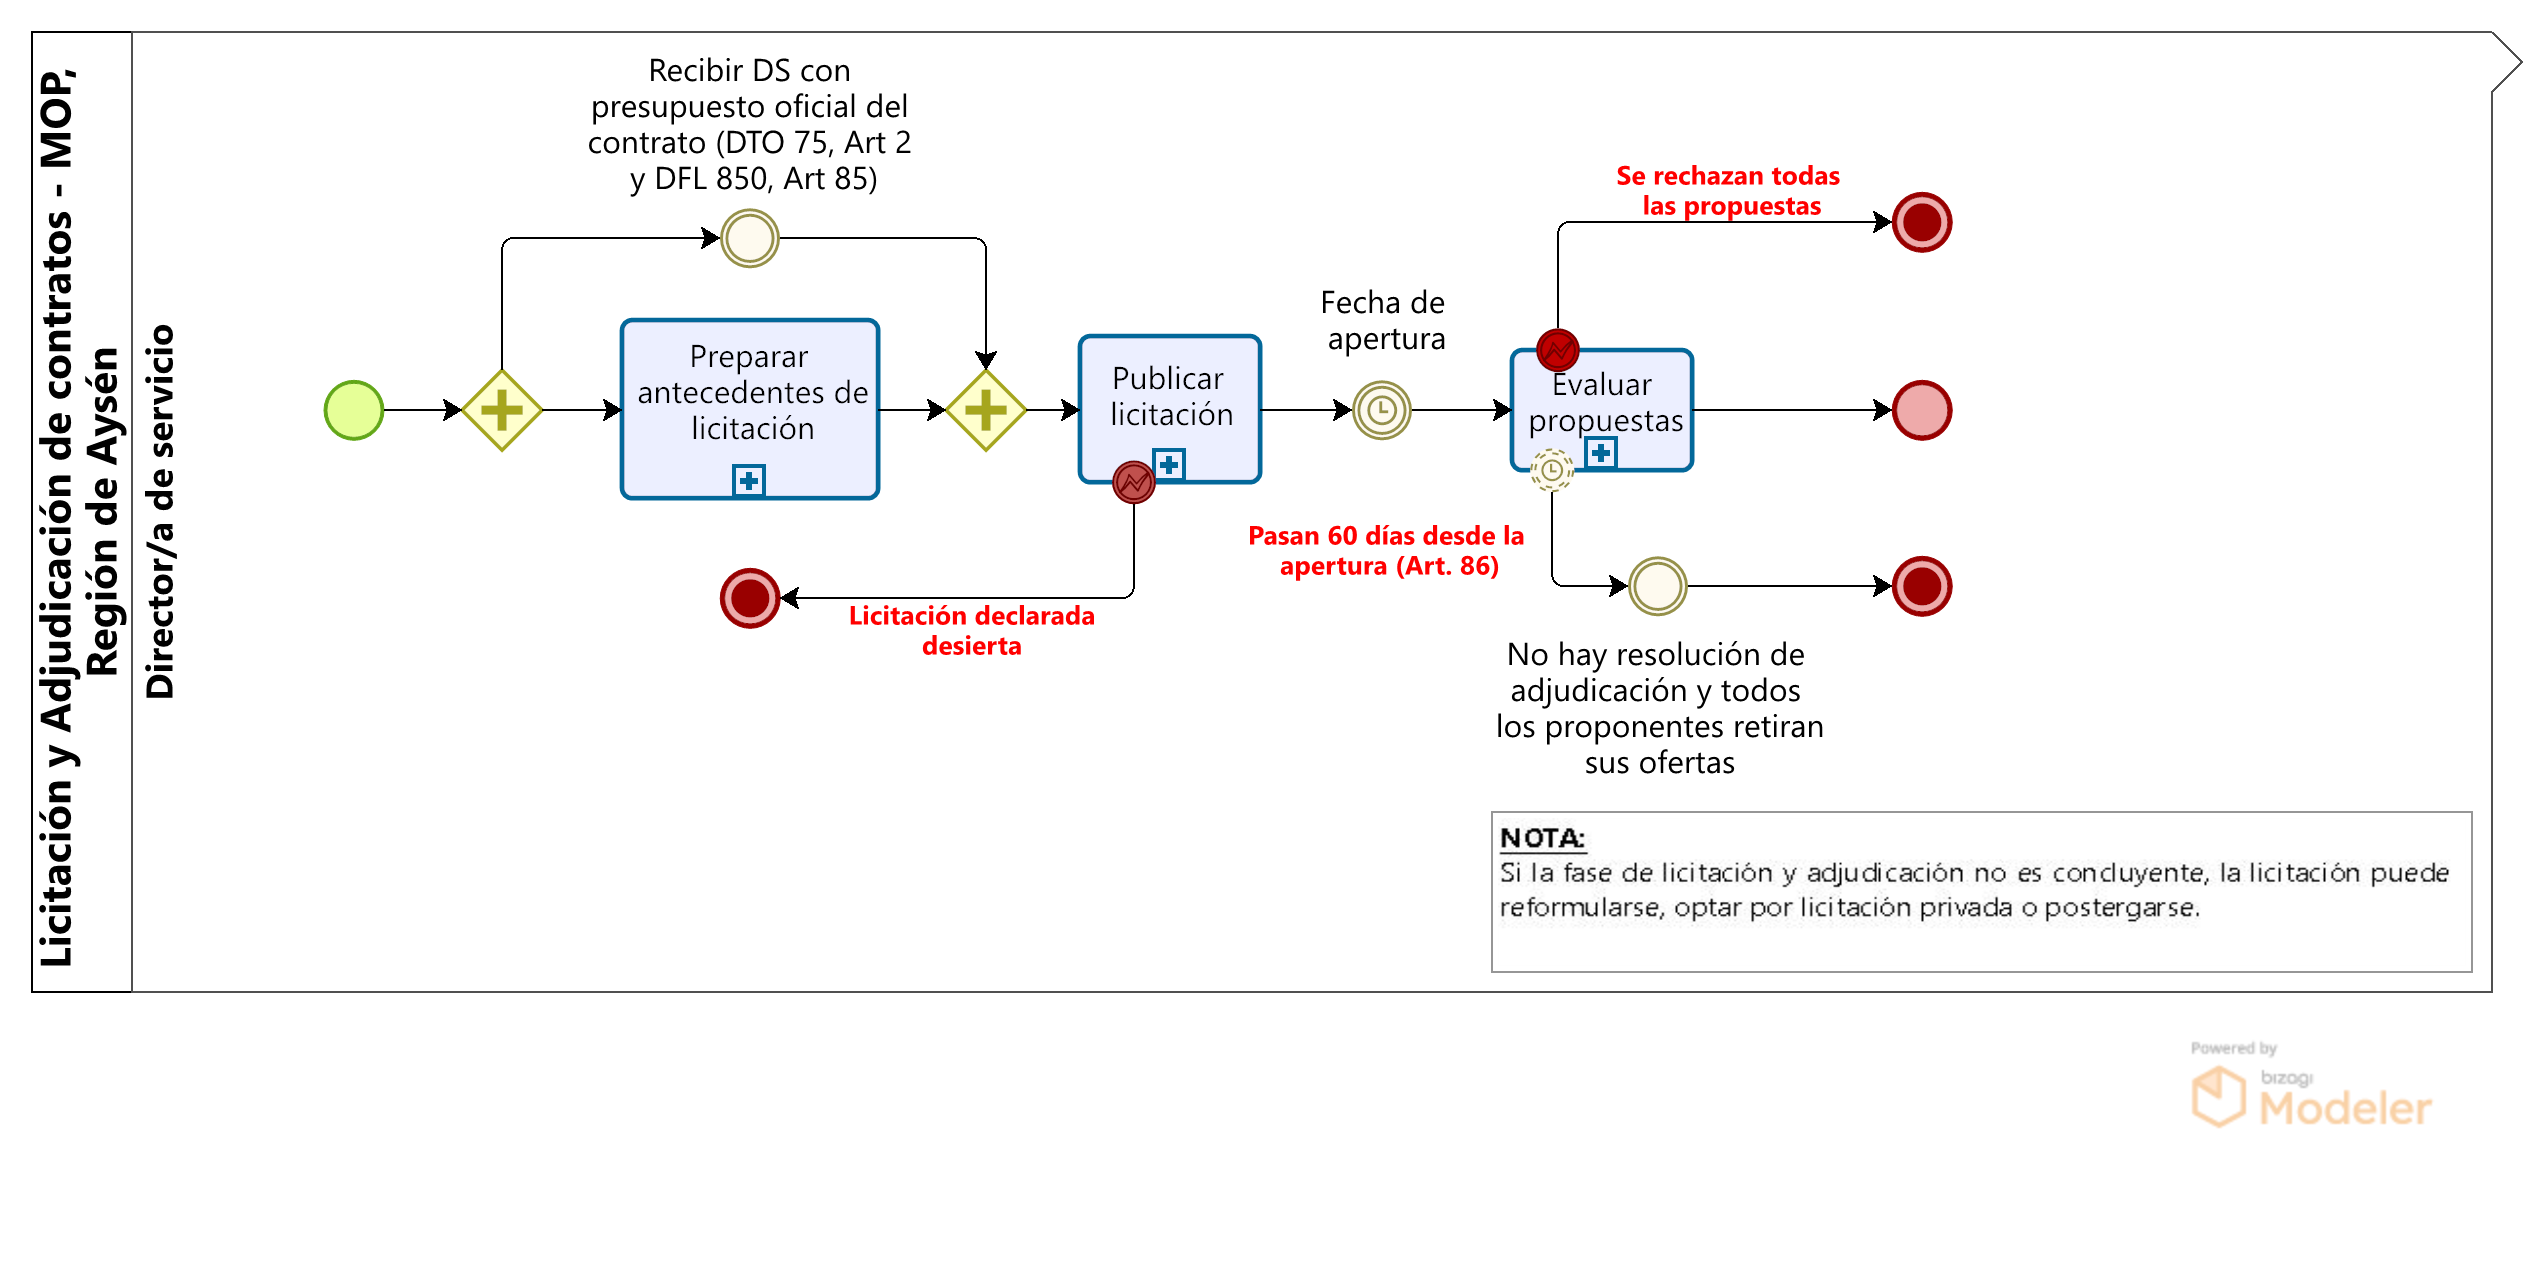 Licitación y Adjudicación de contratos - MOP,
Región de Aysén
Director/a de servicio
Recibir DS con
presupuesto oficial del
contrato (DTO 75, Art 2
y DFL 850, Art 85)
Preparar
antecedentes de
licitación
Publicar
licitación
Licitación declarada
desierta
Fecha de
apertura
Evaluar
propuestas
Se rechazan todas
las propuestas
Pasan 60 días desde la
apertura (Art. 86)
No hay resolución de
adjudicación y todos
los proponentes retiran
sus ofertas
NOTA:
Si la fase de licitación y adjudicación no es concluyente, la licitación puede
reformularse, optar por licitación privada o postergarse.
Powered by
bizagi
Modeler